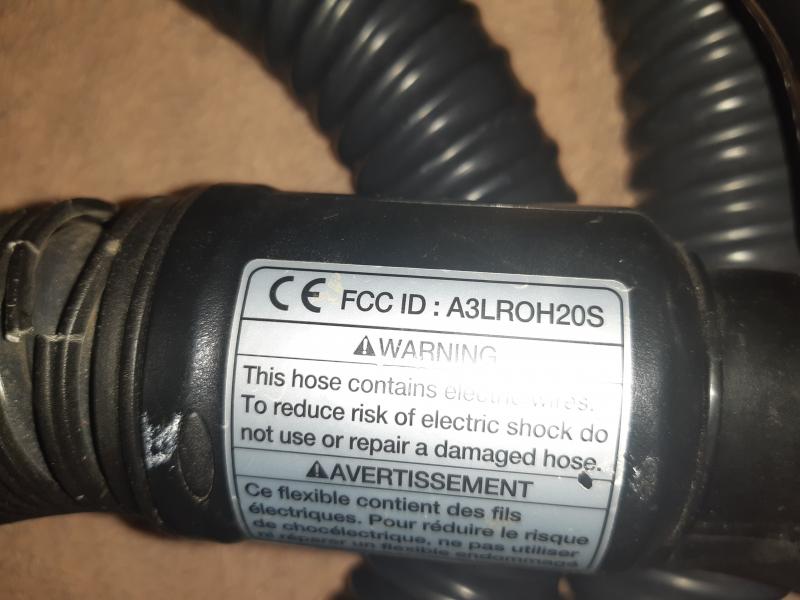 CE FCC ID : A3LROH20S
⚠WARNING
This hose contains electric wires.
To reduce risk of electric shock do
not use or repair a damaged hose.
⚠AVERTISSEMENT
Ce flexible contient des fils
électriques. Pour réduire le risque
de chocélectrique, ne pas utiliser
ni réparer un flexible endommagé